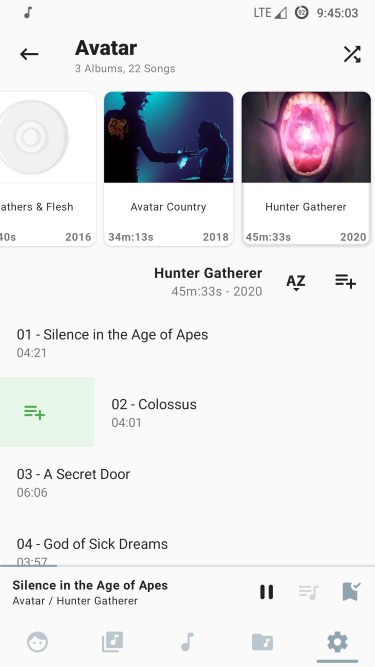 LTE 92 9:45:03
Avatar
3 Albums, 22 Songs
athers & Flesh
40s 2016
Avatar Country
34m:13s 2018
Hunter Gatherer
45m:33s 2020
Hunter Gatherer
45m:33s - 2020
AZ
01 - Silence in the Age of Apes
04:21
02 - Colossus
04:01
03 - A Secret Door
06:06
04 - God of Sick Dreams
03:57
Silence in the Age of Apes
Avatar / Hunter Gatherer